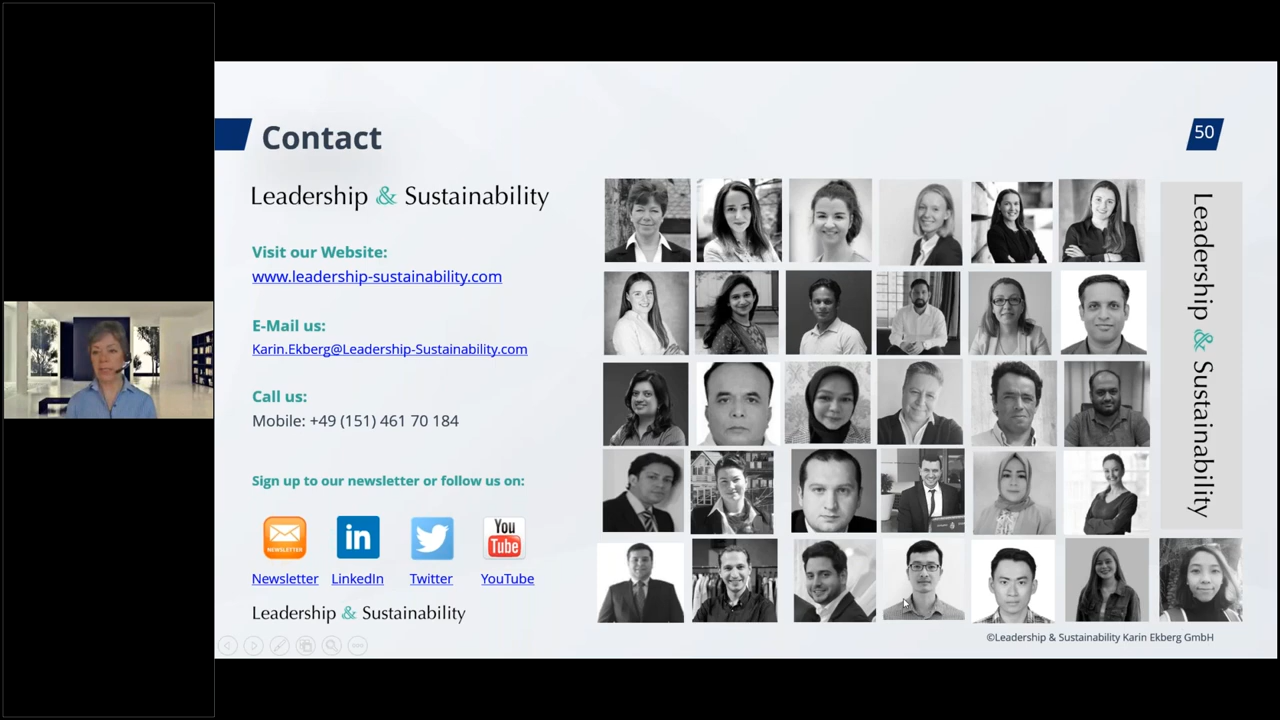 Contact
50
Leadership & Sustainability
Visit our Website:
www.leadership-sustainability.com
E-Mail us:
Karin.Ekberg@Leadership-Sustainability.com
Call us:
Mobile: +49 (151) 461 70 184
Sign up to our newsletter or follow us on:
NEWSLETTER
in
You
Tube
Newsletter
LinkedIn
Twitter
YouTube
Leadership & Sustainability
Leadership & Sustainability
©Leadership & Sustainability Karin Ekberg GmbH